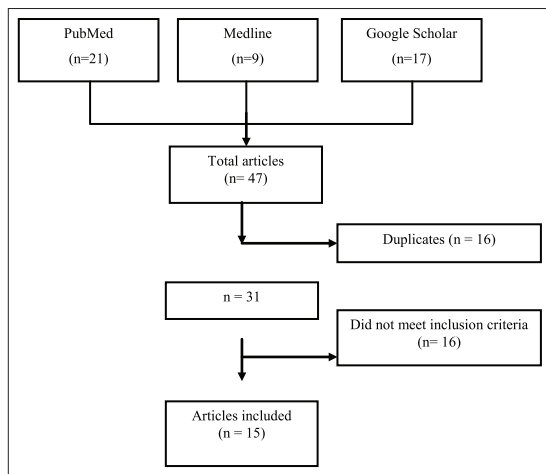 PubMed
(n=21)
Medline
(n=9)
Google Scholar
(n=17)
Total articles
(n= 47)
Duplicates (n = 16)
n = 31
Did not meet inclusion criteria
(n= 16)
Articles included
(n = 15)